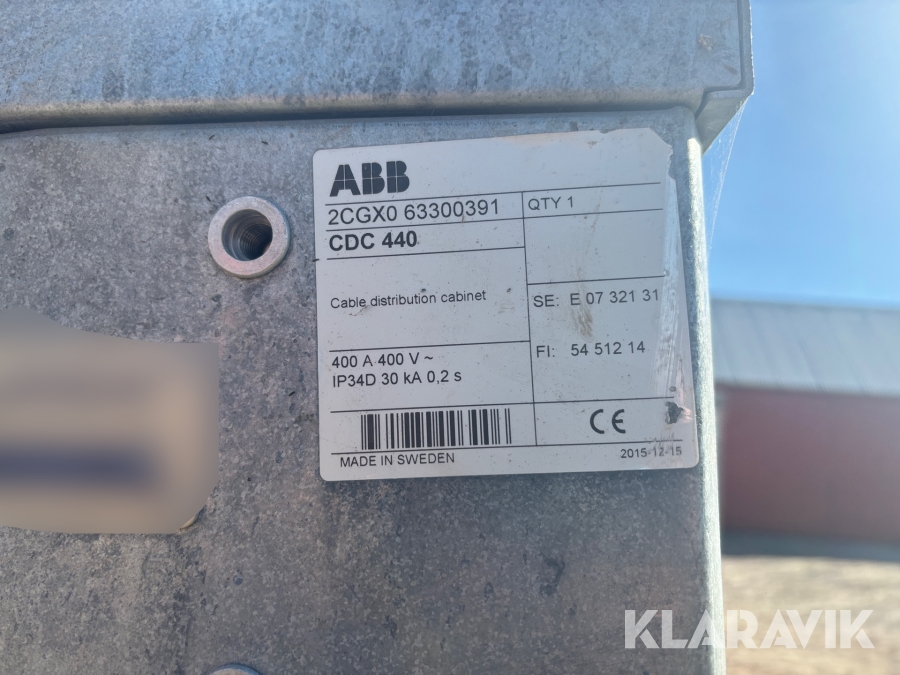 ABB
2CGX0 63300391
QTY 1
CDC 440
Cable distribution cabinet
SE: E 07 321 31
400 A 400 V ~
IP34D 30 kA 0,2 s
FI: 54 512 14
CE
MADE IN SWEDEN
2015-12-15
KLARAVIK